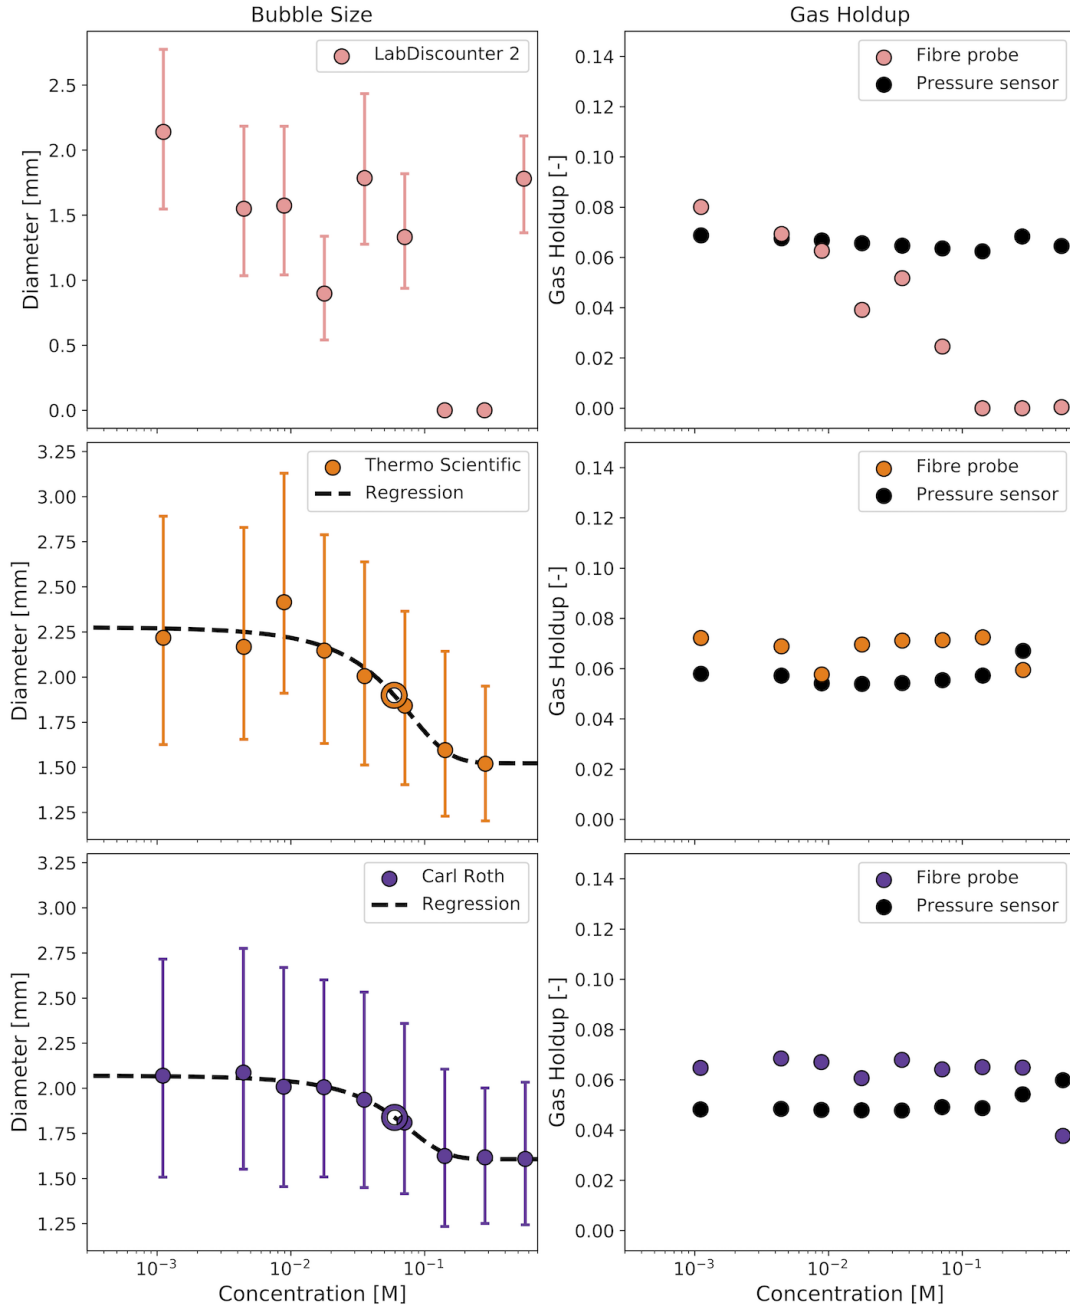 Bubble Size
Gas Holdup
LabDiscounter 2
Fibre probe
Pressure sensor
Diameter [mm]
2.5
2.0
1.5
1.0
0.5
0.0
Gas Holdup [-]
0.14
0.12
0.10
0.08
0.06
0.04
0.02
0.00
Thermo Scientific
Regression
Fibre probe
Pressure sensor
Diameter [mm]
3.25
3.00
2.75
2.50
2.25
2.00
1.75
1.50
1.25
Gas Holdup [-]
0.14
0.12
0.10
0.08
0.06
0.04
0.02
0.00
Carl Roth
Regression
Fibre probe
Pressure sensor
Diameter [mm]
3.25
3.00
2.75
2.50
2.25
2.00
1.75
1.50
1.25
Gas Holdup [-]
0.14
0.12
0.10
0.08
0.06
0.04
0.02
0.00
10⁻³ 10⁻² 10⁻¹
Concentration [M]
10⁻³ 10⁻² 10⁻¹
Concentration [M]